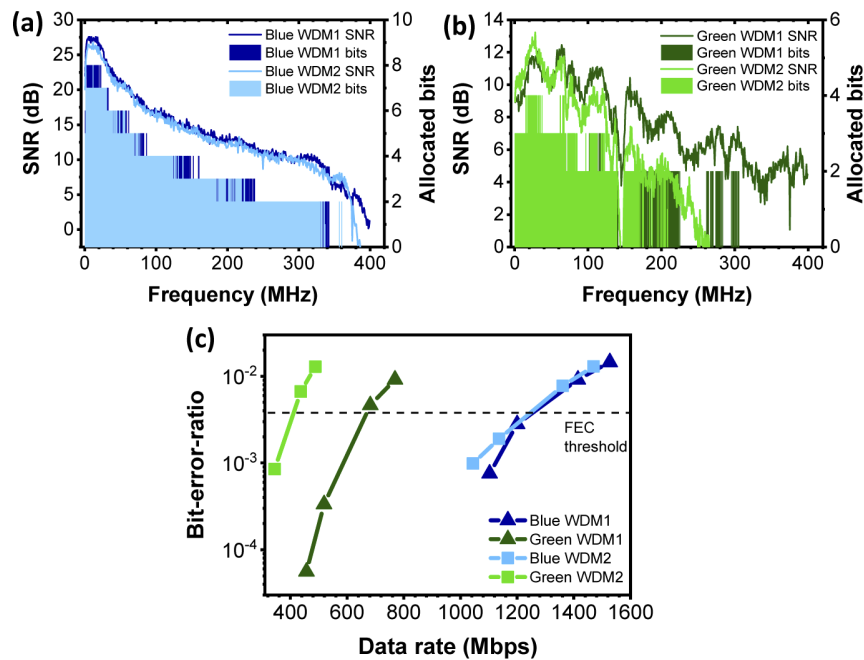 (a)
30
25
20
15
10
5
0
SNR (dB)
Blue WDM1 SNR
Blue WDM1 bits
Blue WDM2 SNR
Blue WDM2 bits
10
8
6
4
2
0
Allocated bits
0 100 200 300 400
Frequency (MHz)
(b)
14
12
10
8
6
4
2
0
SNR (dB)
Green WDM1 SNR
Green WDM1 bits
Green WDM2 SNR
Green WDM2 bits
6
4
2
0
Allocated bits
0 100 200 300 400
Frequency (MHz)
(c)
10-2
10-3
10-4
Bit-error-ratio
FEC
threshold
Blue WDM1
Green WDM1
Blue WDM2
Green WDM2
400 600 800 1000 1200 1400 1600
Data rate (Mbps)